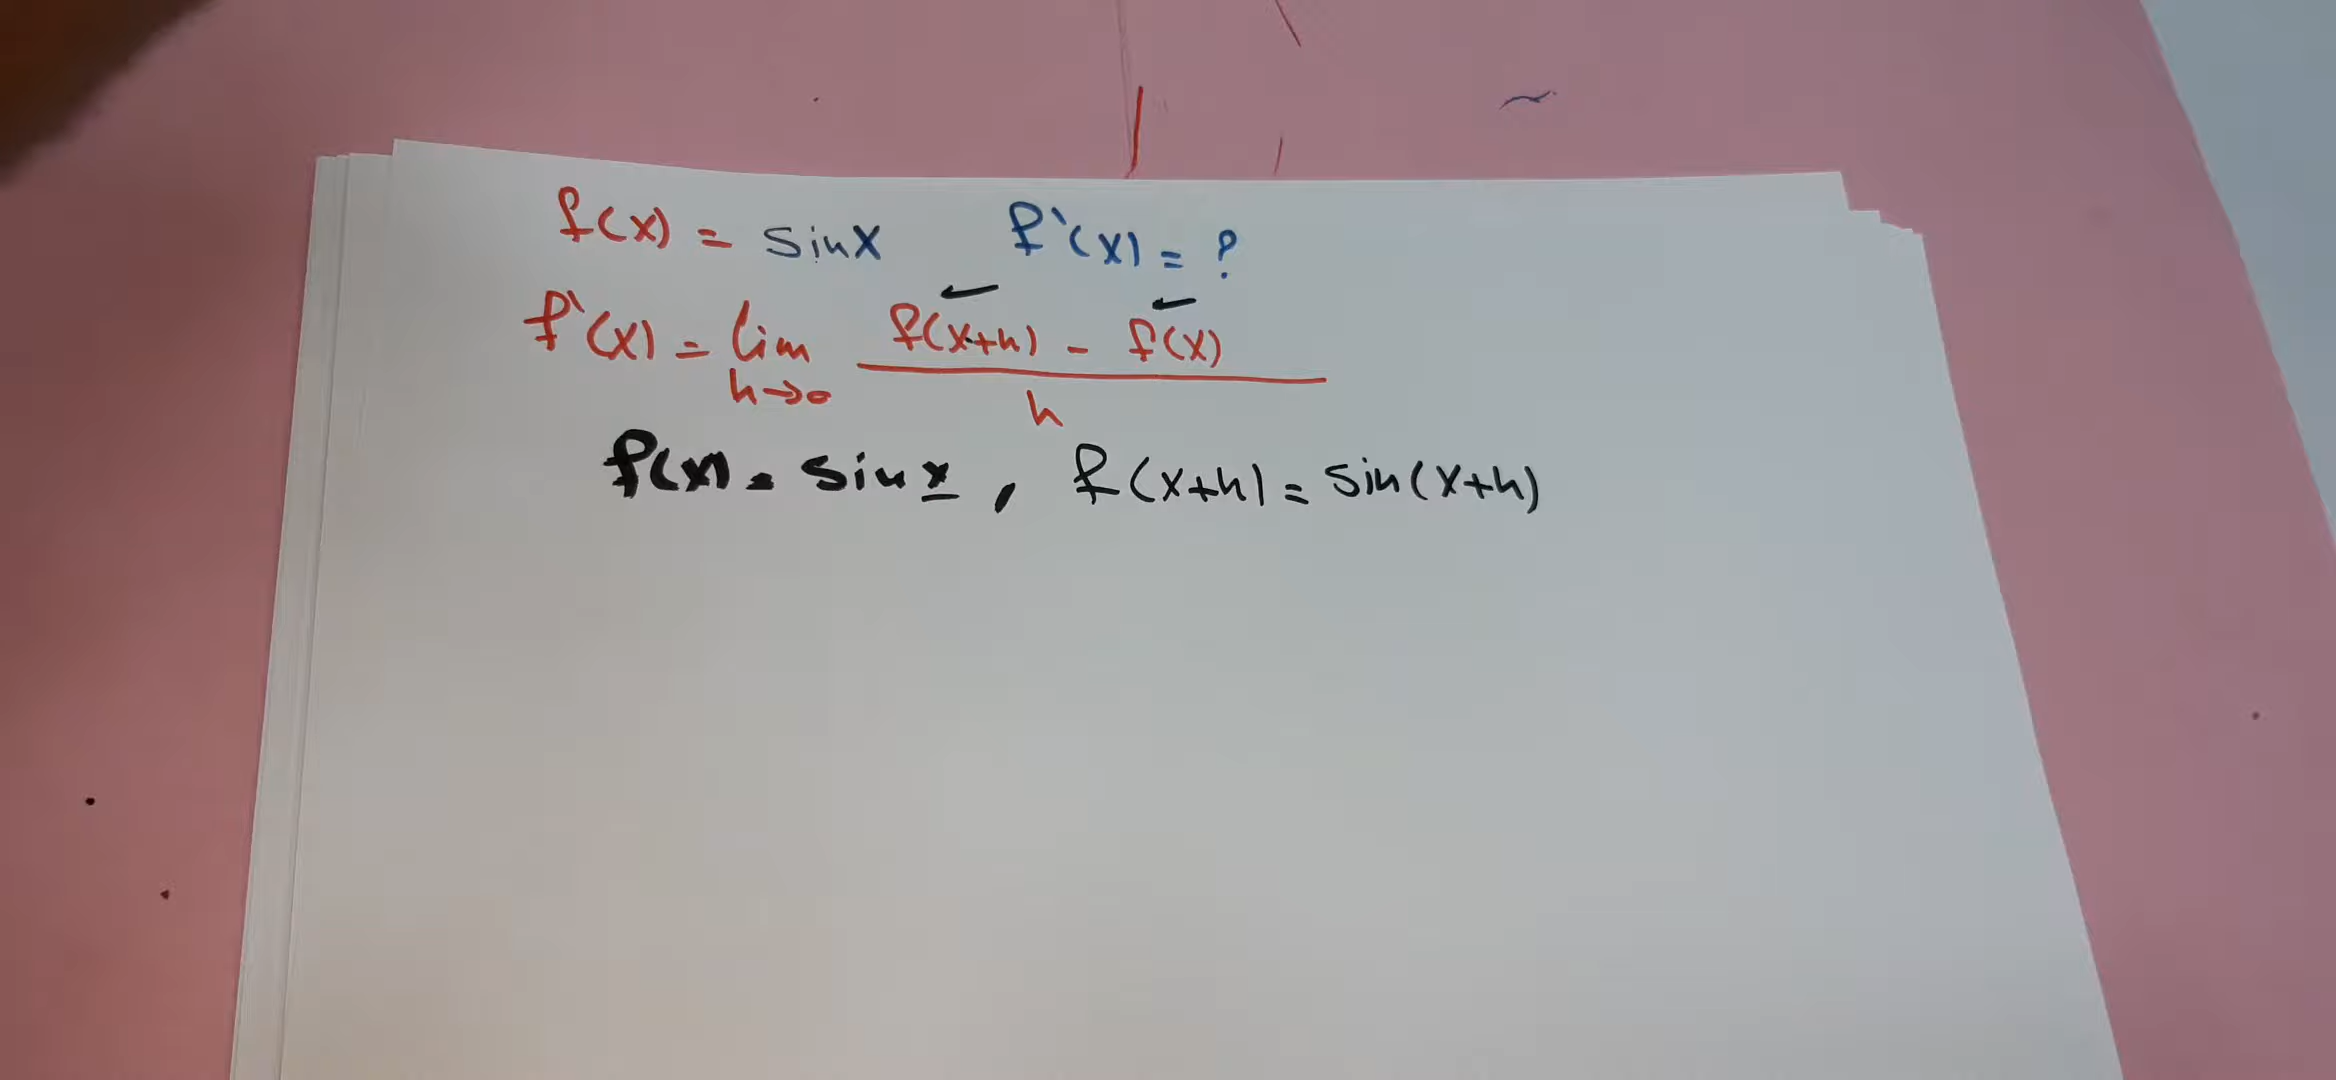 f(x) = sinx f'(x) = ?
f'(x) = lim h→0 f(x+h) - f(x) / h
f(x) = sinx , f(x+h) = sin(x+h)